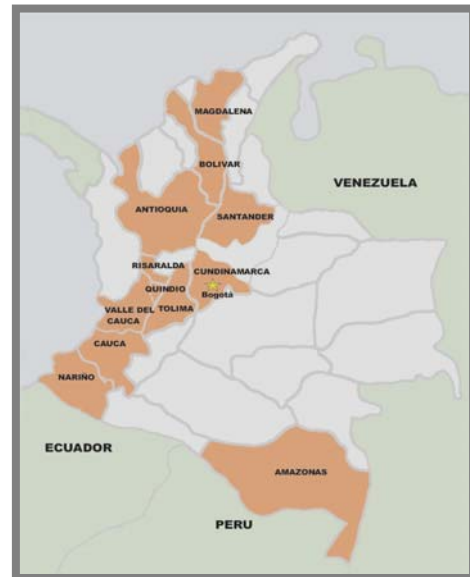 MAGDALENA
BOLIVAR
VENEZUELA
ANTIOQUIA
SANTANDER
RISARALDA
CUNDINAMARCA
QUINDIO
Bogotá
VALLE DEL
CAUCA
TOLIMA
CAUCA
NARIÑO
ECUADOR
AMAZONAS
PERU